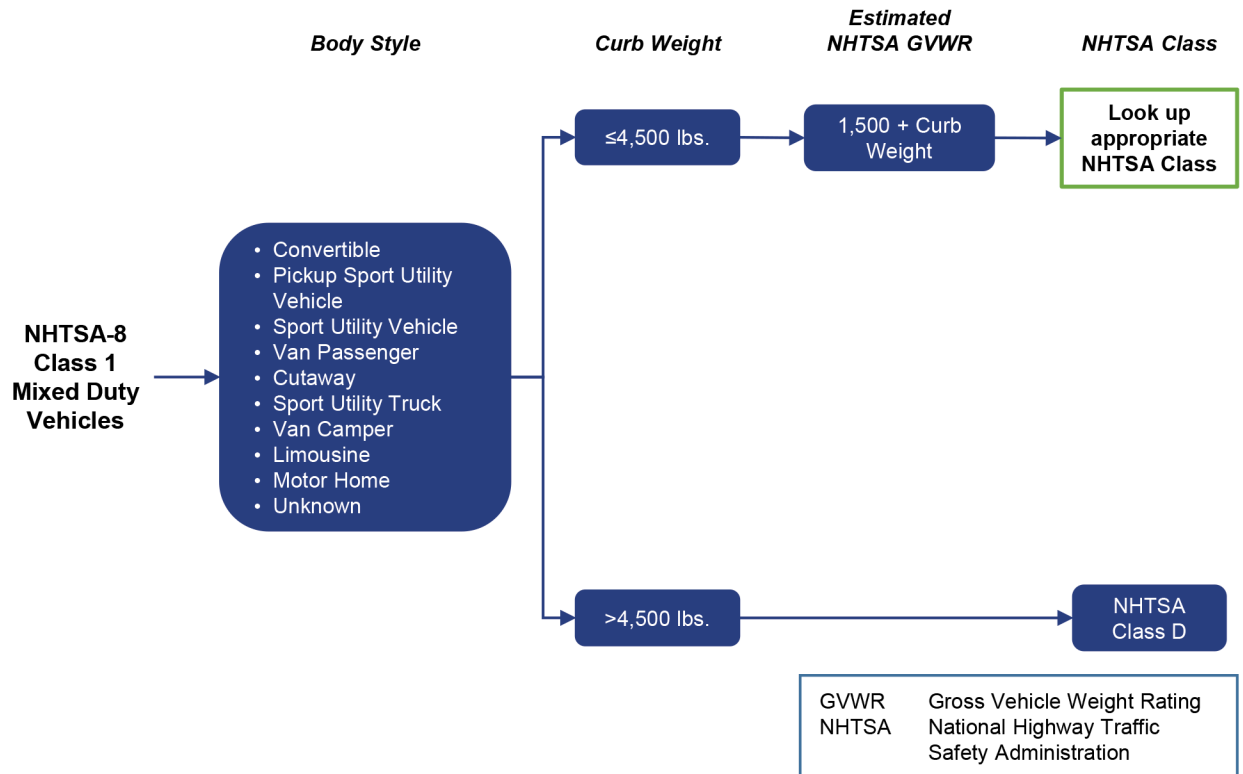 Body Style
Curb Weight
Estimated
NHTSA GVWR
NHTSA Class
NHTSA-8
Class 1
Mixed Duty
Vehicles
• Convertible
• Pickup Sport Utility
Vehicle
• Sport Utility Vehicle
• Van Passenger
• Cutaway
• Sport Utility Truck
• Van Camper
• Limousine
• Motor Home
• Unknown
≤4,500 lbs.
1,500 + Curb
Weight
Look up
appropriate
NHTSA Class
>4,500 lbs.
NHTSA
Class D
GVWR Gross Vehicle Weight Rating
NHTSA National Highway Traffic
Safety Administration